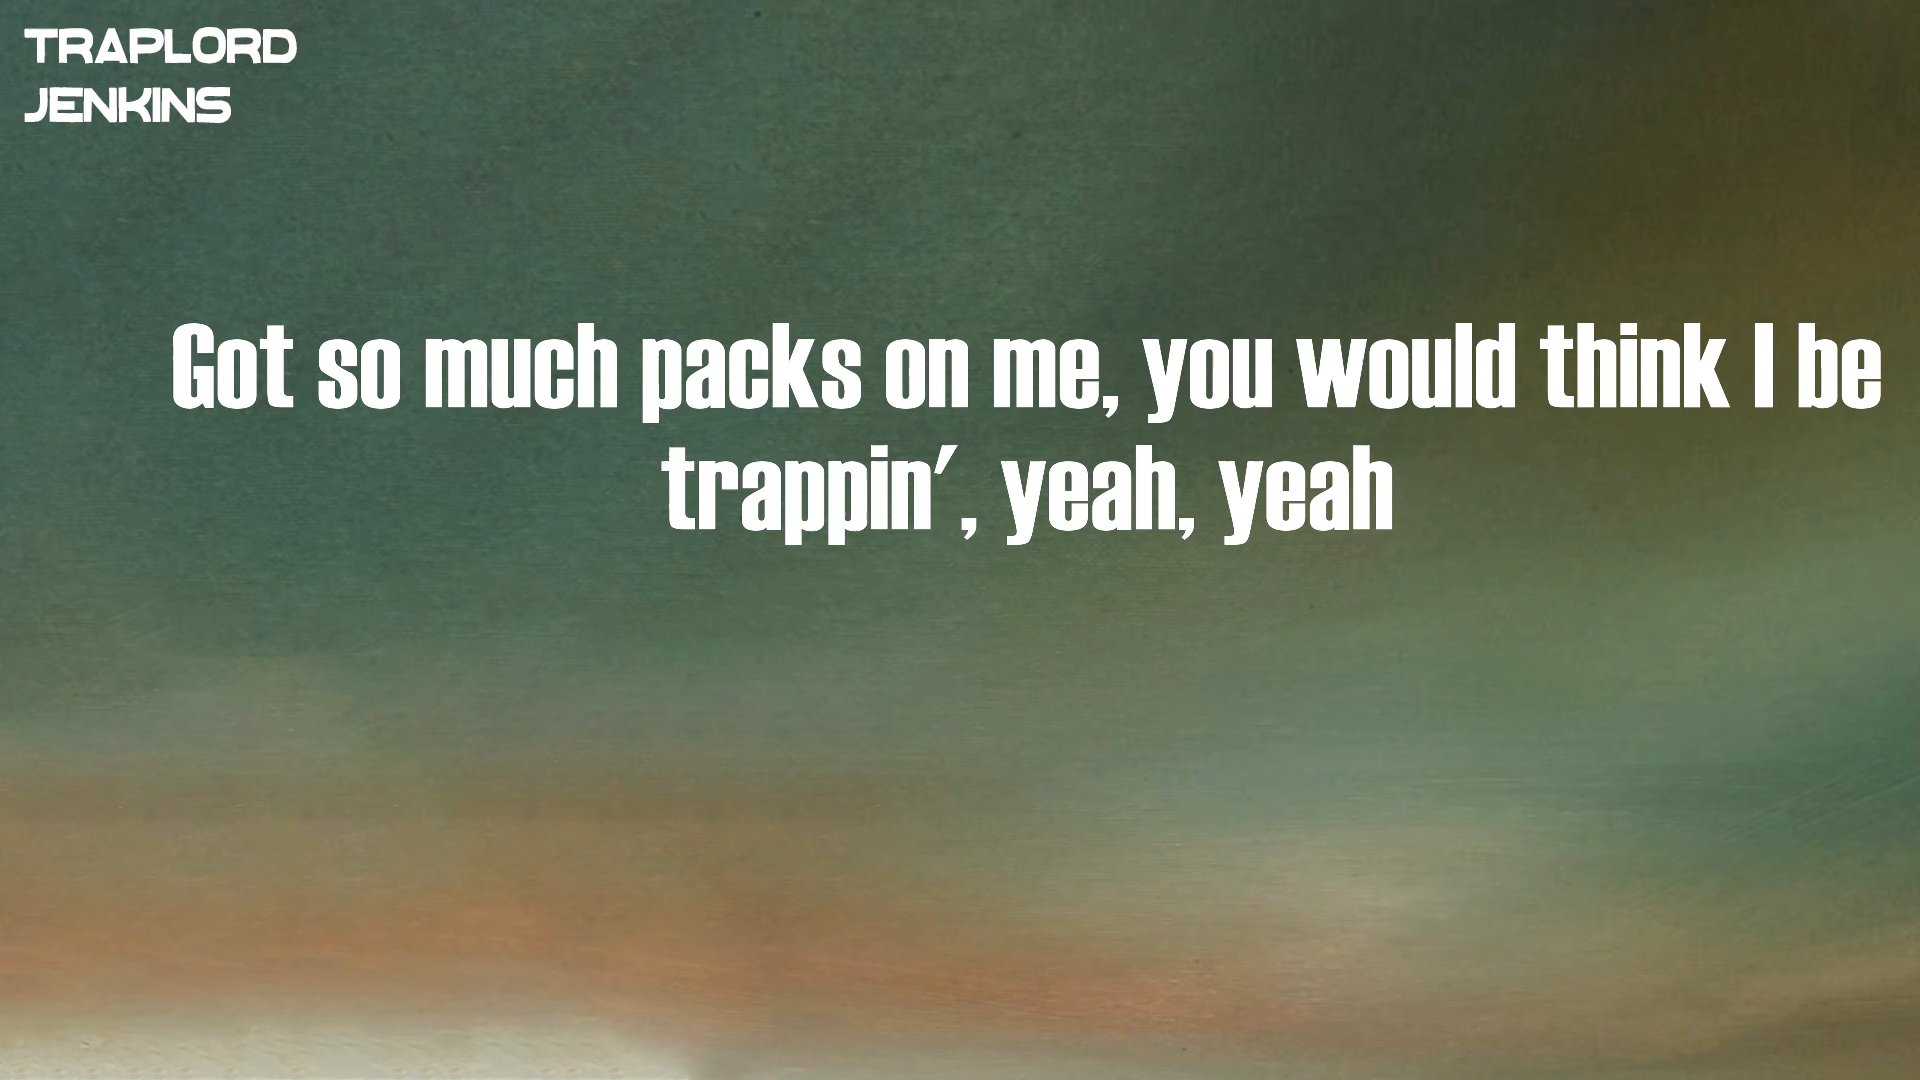 TRAPLORD
JENKINS
Got so much packs on me, you would think I be
trappin', yeah, yeah